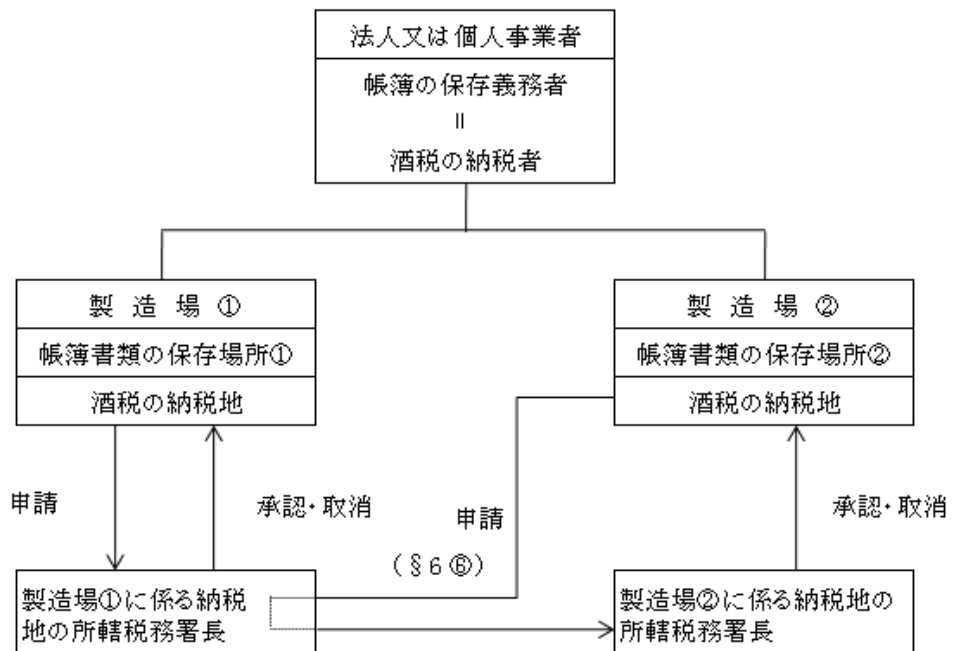 法人又は個人事業者
帳簿の保存義務者
＝
酒税の納税者
製 造 場 ①
帳簿書類の保存場所①
酒税の納税地
製 造 場 ②
帳簿書類の保存場所②
酒税の納税地
申請
承認・取消
申請
(§6⑥)
承認・取消
製造場①に係る納税
地の所轄税務署長
製造場②に係る納税地の
所轄税務署長